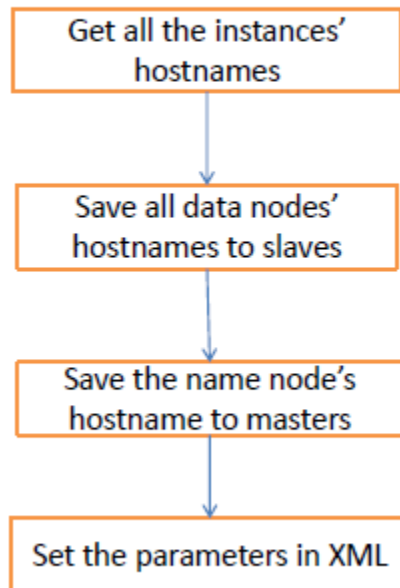 Get all the instances’
hostnames
Save all data nodes’
hostnames to slaves
Save the name node’s
hostname to masters
Set the parameters in XML